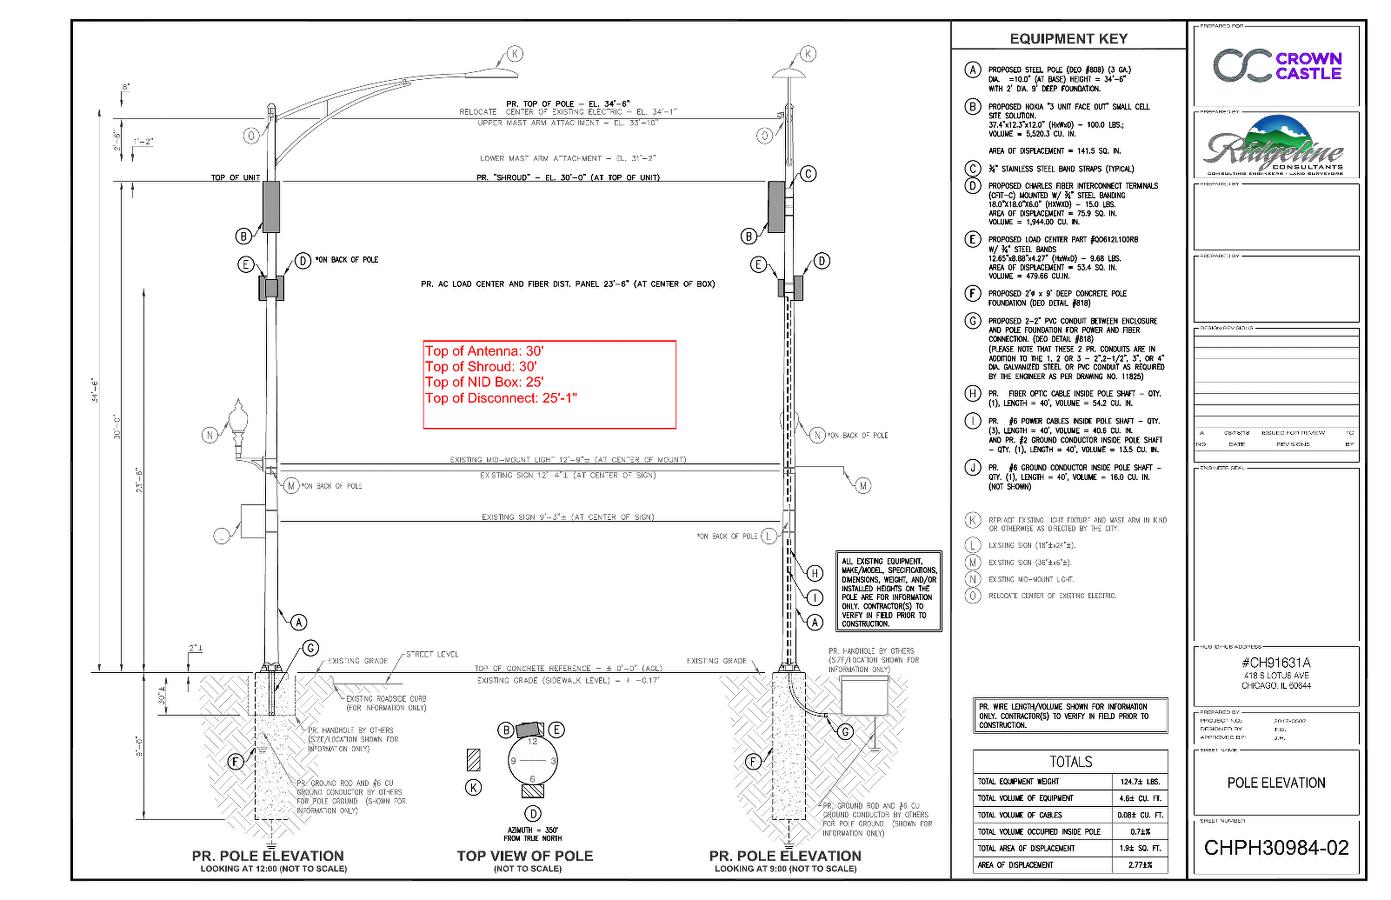 K
K
6"
2'-6"
1'-2"
34'-6"
30'-0"
23'-6"
PR. TOP OF POLE - EL. 34'-6"
RELOCATE CENTER OF EXISTING ELECTRIC - EL. 34'-1"
UPPER MAST ARM ATTACHMENT - EL. 33'-10"
O
O
LOWER MAST ARM ATTACHMENT - EL. 31'-2"
TOP OF UNIT
PR. "SHROUD" - EL. 30'-0" (AT TOP OF UNIT)
C
B
B
E
D
*ON BACK OF POLE
E
D
PR. AC LOAD CENTER AND FIBER DIST. PANEL 23'-6" (AT CENTER OF BOX)
Top of Antenna: 30'
Top of Shroud: 30'
Top of NID Box: 25'
Top of Disconnect: 25'-1"
N
N
*ON BACK OF POLE
EXISTING MID-MOUNT LIGHT 12'-9"± (AT CENTER OF MOUNT)
EXISTING SIGN 12'-4"± (AT CENTER OF SIGN)
M
*ON BACK OF POLE
M
EXISTING SIGN 9'-3"± (AT CENTER OF SIGN)
L
*ON BACK OF POLE
L
H
I
A
A
G
ALL EXISTING EQUIPMENT,
MAKE/MODEL, SPECIFICATIONS,
DIMENSIONS, WEIGHT, AND/OR
INSTALLED HEIGHTS ON THE
POLE ARE FOR INFORMATION
ONLY. CONTRACTOR(S) TO
VERIFY IN FIELD PRIOR TO
CONSTRUCTION.
2"±
30"±
9'-0"
EXISTING GRADE
STREET LEVEL
TOP OF CONCRETE REFERENCE - ± 0'-0" (AGL)
EXISTING GRADE (SIDEWALK LEVEL) = ± -0.17'
EXISTING GRADE
PR. HANDHOLE BY OTHERS
(SIZE/LOCATION SHOWN FOR
INFORMATION ONLY)
EXISTING ROADSIDE CURB
(FOR INFORMATION ONLY)
PR. HANDHOLE BY OTHERS
(SIZE/LOCATION SHOWN FOR
INFORMATION ONLY)
F
F
G
PR. GROUND ROD AND #6 CU
GROUND CONDUCTOR BY OTHERS
FOR POLE GROUND (SHOWN FOR
INFORMATION ONLY)
PR. GROUND ROD AND #6 CU
GROUND CONDUCTOR BY OTHERS
FOR POLE GROUND (SHOWN FOR
INFORMATION ONLY)
B
E
12
9
3
6
K
D
AZIMUTH = 350°
FROM TRUE NORTH
PR. POLE ELEVATION
LOOKING AT 12:00 (NOT TO SCALE)
TOP VIEW OF POLE
(NOT TO SCALE)
PR. POLE ELEVATION
LOOKING AT 9:00 (NOT TO SCALE)
EQUIPMENT KEY
A PROPOSED STEEL POLE (DEO #808) (3 GA.)
DIA. =10.0" (AT BASE) HEIGHT = 34'-6"
WITH 2' DIA. 9' DEEP FOUNDATION.
B PROPOSED NOKIA "3 UNIT FACE OUT" SMALL CELL
SITE SOLUTION.
37.4"x12.3"x12.0" (HxWxD) - 100.0 LBS.;
VOLUME = 5,520.3 CU. IN.
AREA OF DISPLACEMENT = 141.5 SQ. IN.
C ¾" STAINLESS STEEL BAND STRAPS (TYPICAL)
D PROPOSED CHARLES FIBER INTERCONNECT TERMINALS
(CFIT-C) MOUNTED W/ ¾" STEEL BANDING
18.0"X18.0"X6.0" (HXWXD) - 15.0 LBS.
AREA OF DISPLACEMENT = 75.9 SQ. IN.
VOLUME = 1,944.00 CU. IN.
E PROPOSED LOAD CENTER PART #QO612L100RB
W/ ¾" STEEL BANDS
12.65"x8.88"x4.27" (HxWxD) - 9.68 LBS.
AREA OF DISPLACEMENT = 53.4 SQ. IN.
VOLUME = 479.66 CU.IN.
F PROPOSED 2'ø x 9' DEEP CONCRETE POLE
FOUNDATION (DEO DETAIL #818)
G PROPOSED 2-2" PVC CONDUIT BETWEEN ENCLOSURE
AND POLE FOUNDATION FOR POWER AND FIBER
CONNECTION. (DEO DETAIL #818)
(PLEASE NOTE THAT THESE 2 PR. CONDUITS ARE IN
ADDITION TO THE 1, 2 OR 3 - 2",2-1/2", 3", OR 4"
DIA. GALVANIZED STEEL OR PVC CONDUIT AS REQUIRED
BY THE ENGINEER AS PER DRAWING NO. 11825)
H PR. FIBER OPTIC CABLE INSIDE POLE SHAFT - QTY.
(1), LENGTH = 40', VOLUME = 54.2 CU. IN.
I PR. #6 POWER CABLES INSIDE POLE SHAFT - QTY.
(3), LENGTH = 40', VOLUME = 40.6 CU. IN.
AND PR. #2 GROUND CONDUCTOR INSIDE POLE SHAFT
- QTY. (1), LENGTH = 40', VOLUME = 13.5 CU. IN.
J PR. #6 GROUND CONDUCTOR INSIDE POLE SHAFT -
QTY. (1), LENGTH = 40', VOLUME = 16.0 CU. IN.
(NOT SHOWN)
K REPLACE EXISTING LIGHT FIXTURE AND MAST ARM IN KIND
OR OTHERWISE AS DIRECTED BY THE CITY.
L EXISTING SIGN (18"±x24"±).
M EXISTING SIGN (36"±x6"±).
N EXISTING MID-MOUNT LIGHT.
O RELOCATE CENTER OF EXISTING ELECTRIC.
PR. WIRE LENGTH/VOLUME SHOWN FOR INFORMATION
ONLY. CONTRACTOR(S) TO VERIFY IN FIELD PRIOR TO
CONSTRUCTION.
TOTALS
TOTAL EQUIPMENT WEIGHT 124.7± LBS.
TOTAL VOLUME OF EQUIPMENT 4.6± CU. FT.
TOTAL VOLUME OF CABLES 0.08± CU. FT.
TOTAL VOLUME OCCUPIED INSIDE POLE 0.7±%
TOTAL AREA OF DISPLACEMENT 1.9± SQ. FT.
AREA OF DISPLACEMENT 2.77±%
PREPARED FOR
CROWN
CASTLE
PREPARED BY
Ridgeline
CONSULTANTS
CONSULTING ENGINEERS • LAND SURVEYORS
PREPARED BY
PREPARED BY
DESIGN REVISIONS
A 08/16/18 ISSUED FOR REVIEW TG
NO DATE REVISIONS BY
ENGINEER SEAL
HUB ID/HUB ADDRESS
#CH91631A
418 S LOTUS AVE
CHICAGO, IL 60644
PREPARED BY
PROJECT NO:
DESIGNED BY
APPROVED BY:
SHEET NAME
POLE ELEVATION
SHEET NUMBER
CHPH30984-02